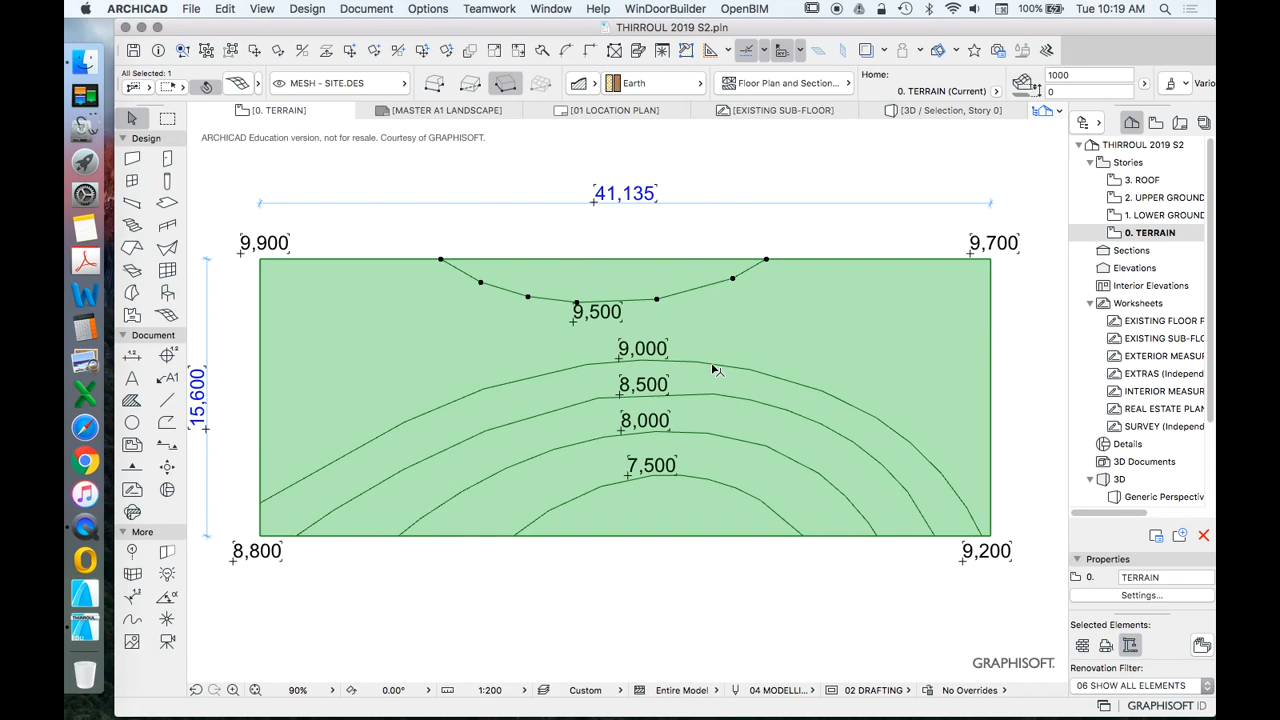 ARCHICAD File Edit View Design Document Options Teamwork Window Help WinDoorBuilder OpenBIM 100% Tue 10:19 AM
THIRROUL 2019 S2.pln
All Selected: 1
MESH - SITE.DES
Earth
Floor Plan and Section...
Home:
0. TERRAIN (Current)
1000
0
Vario
[0. TERRAIN]
[MASTER A1 LANDSCAPE]
[01 LOCATION PLAN]
[EXISTING SUB-FLOOR]
[3D / Selection, Story 0]
ARCHICAD Education version, not for resale. Courtesy of GRAPHISOFT.
Design
Document
More
41,135
9,900
9,700
9,500
9,000
8,500
8,000
7,500
15,600
8,800
9,200
GRAPHISOFT.
THIRROUL 2019 S2
Stories
3. ROOF
2. UPPER GROUND
1. LOWER GROUND
0. TERRAIN
Sections
Elevations
Interior Elevations
Worksheets
EXISTING FLOOR P
EXISTING SUB-FL
EXTERIOR MEASUR
EXTRAS (Independ
INTERIOR MEASUR
REAL ESTATE PLAN
SURVEY (Independ
Details
3D Documents
3D
Generic Perspectiv
Properties
0.
TERRAIN
Settings...
Selected Elements:
Renovation Filter:
06 SHOW ALL ELEMENTS
90%
0.00°
1:200
Custom
Entire Model
04 MODELLI...
02 DRAFTING
No Overrides
GRAPHISOFT ID